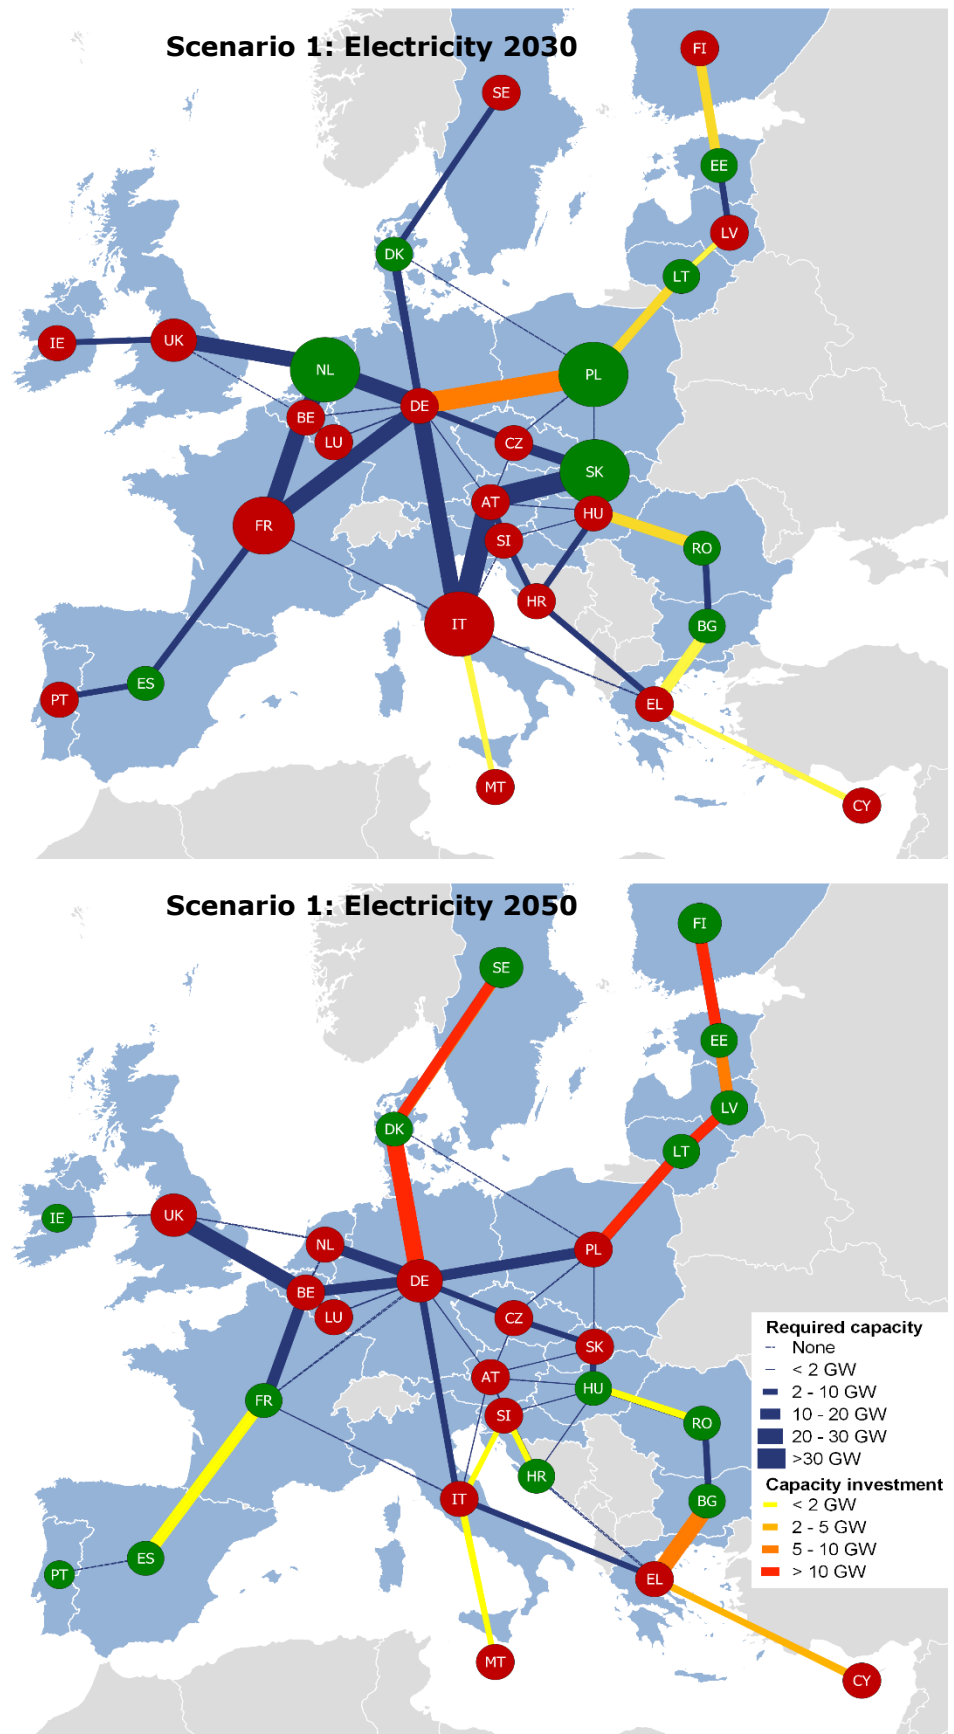 Scenario 1: Electricity 2030
FI
SE
EE
LV
DK
LT
IE
UK
NL
PL
DE
BE
LU
CZ
SK
AT
HU
FR
SI
RO
HR
IT
BG
ES
PT
EL
MT
CY
Scenario 1: Electricity 2050
FI
SE
EE
LV
DK
LT
IE
UK
NL
PL
DE
BE
LU
CZ
SK
AT
HU
FR
SI
RO
HR
IT
BG
ES
PT
EL
MT
CY
Required capacity
None
< 2 GW
2 - 10 GW
10 - 20 GW
20 - 30 GW
>30 GW
Capacity investment
< 2 GW
2 - 5 GW
5 - 10 GW
> 10 GW